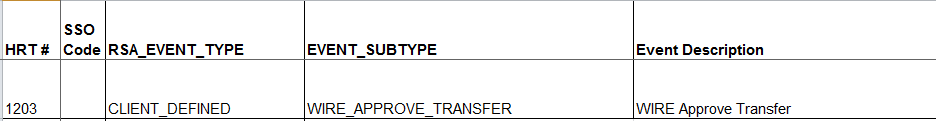 SSO
HRT # Code RSA_EVENT_TYPE EVENT_SUBTYPE Event Description
1203 CLIENT_DEFINED WIRE_APPROVE_TRANSFER WIRE Approve Transfer